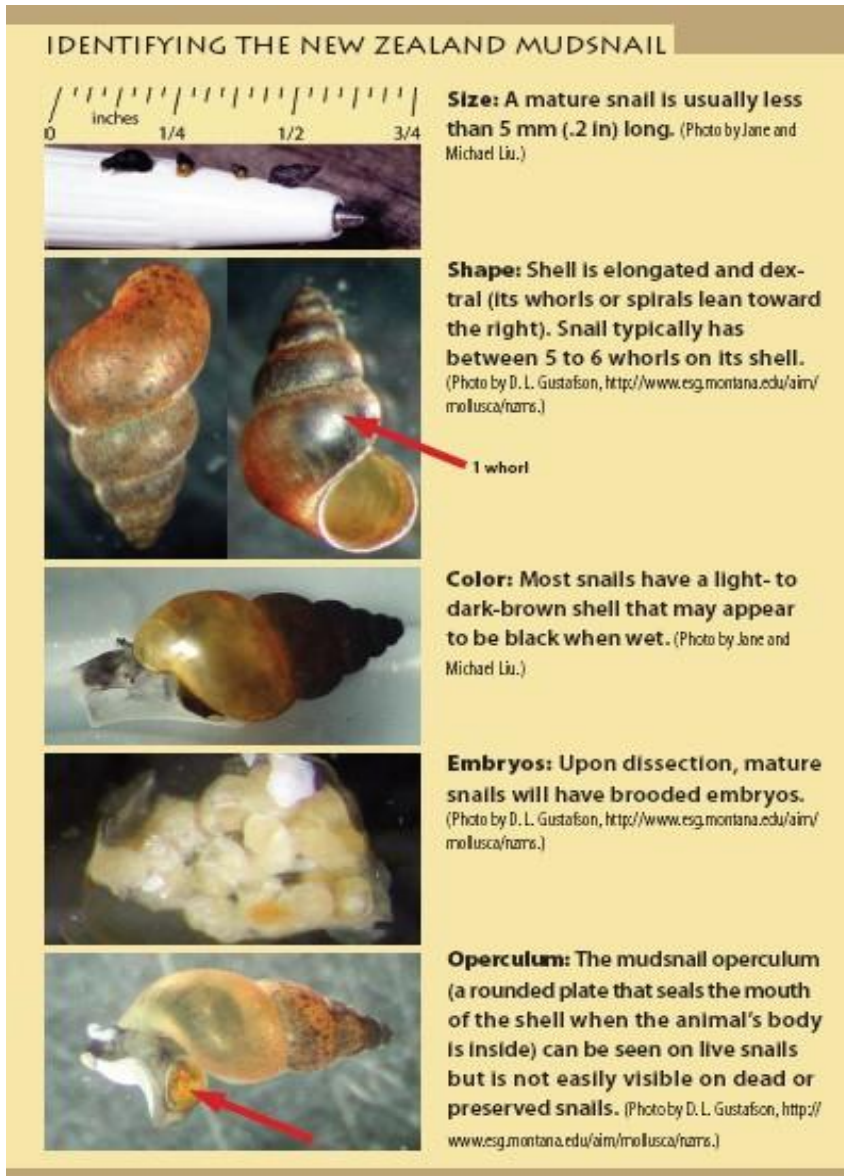 IDENTIFYING THE NEW ZEALAND MUDSNAIL
0 inches 1/4 1/2 3/4
Size: A mature snail is usually less
than 5 mm (.2 in) long. (Photo by Jane and
Michael Liu.)
Shape: Shell is elongated and dex-
tral (its whorls or spirals lean toward
the right). Snail typically has
between 5 to 6 whorls on its shell.
(Photo by D. L. Gustafson, http://www.esg.montana.edu/aim/
mollusca/nzms.)
1 whorl
Color: Most snails have a light- to
dark-brown shell that may appear
to be black when wet. (Photo by Jane and
Michael Liu.)
Embryos: Upon dissection, mature
snails will have brooded embryos.
(Photo by D. L. Gustafson, http://www.esg.montana.edu/aim/
mollusca/nzms.)
Operculum: The mudsnail operculum
(a rounded plate that seals the mouth
of the shell when the animal's body
is inside) can be seen on live snails
but is not easily visible on dead or
preserved snails. (Photo by D. L. Gustafson, http://
www.esg.montana.edu/aim/mollusca/nzms.)